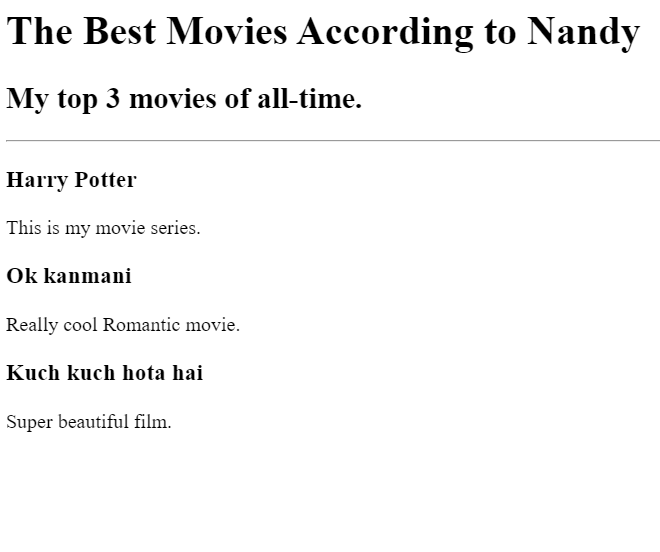 The Best Movies According to Nandy
My top 3 movies of all-time.
Harry Potter
This is my movie series.
Ok kanmani
Really cool Romantic movie.
Kuch kuch hota hai
Super beautiful film.